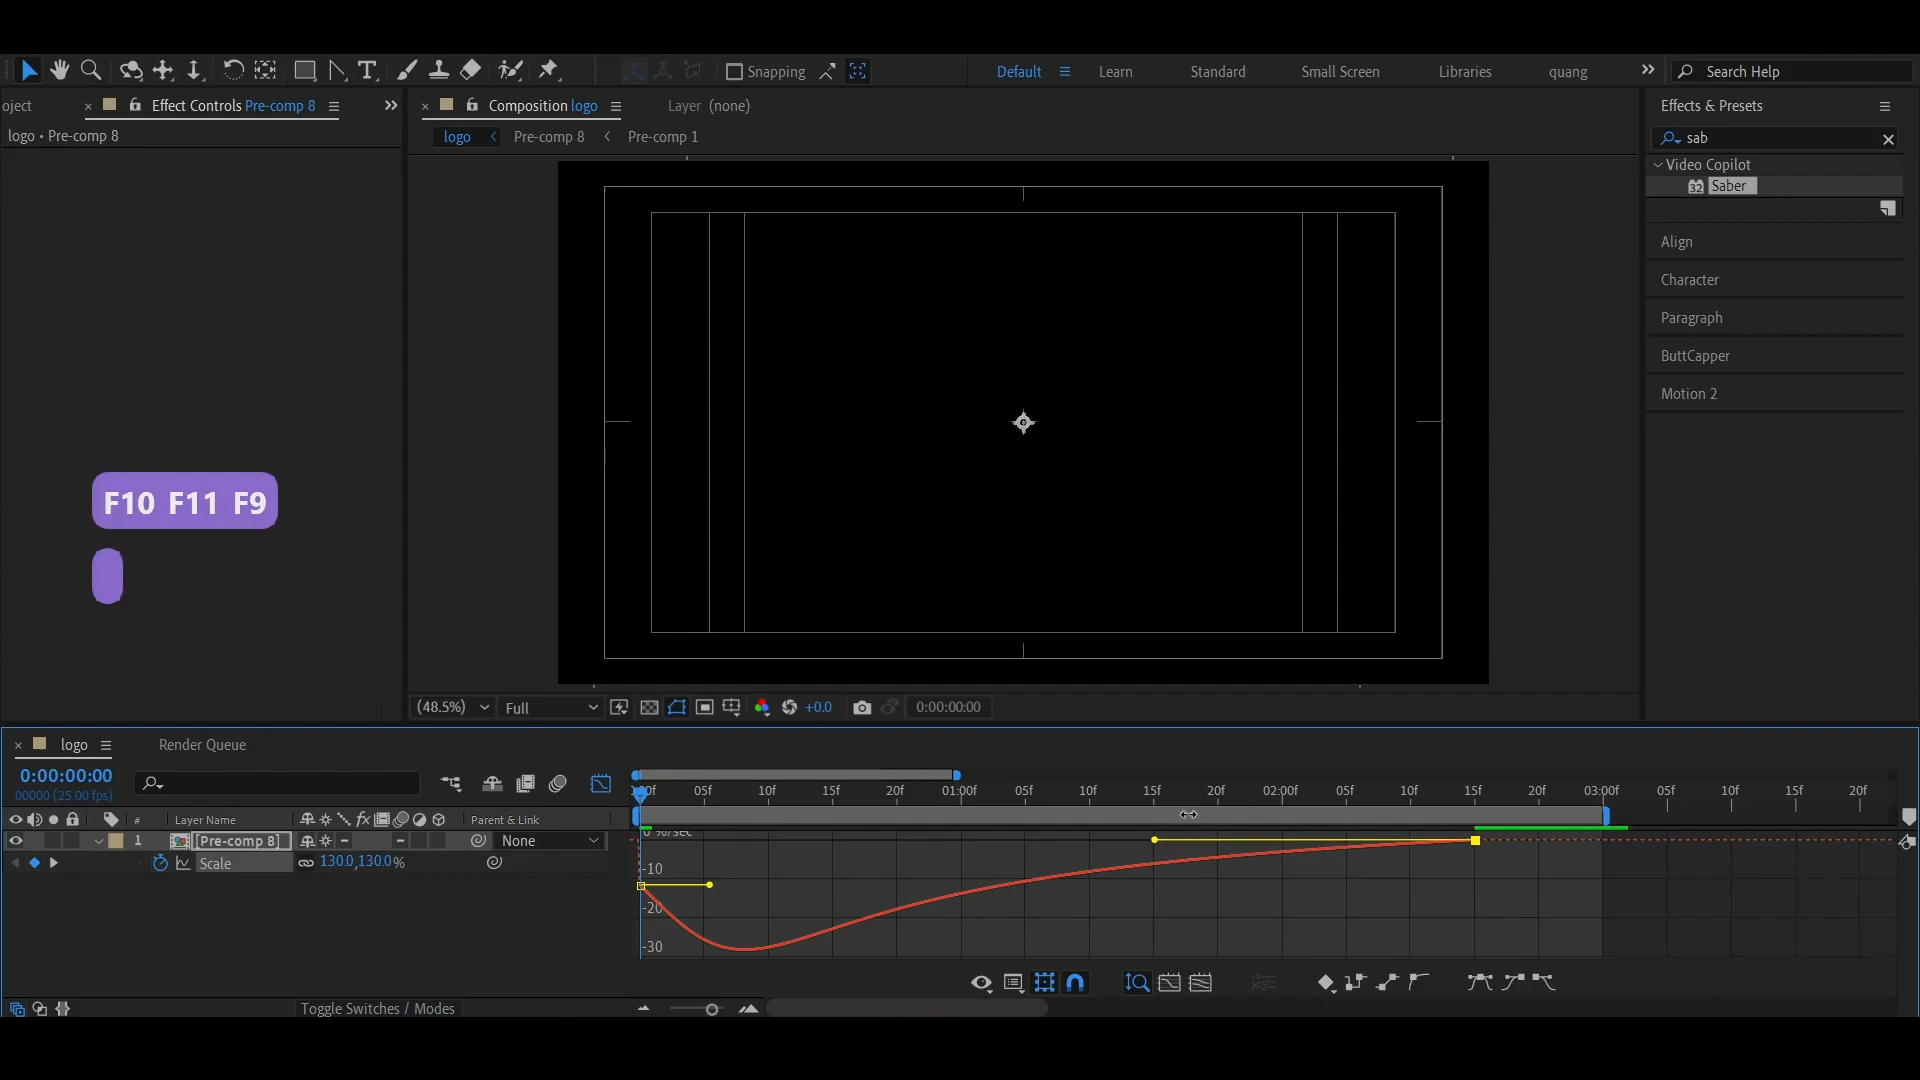 Snapping
Default
Learn
Standard
Small Screen
Libraries
quang
Search Help
oject
Effect Controls Pre-comp 8
Composition logo
Layer (none)
Effects & Presets
logo • Pre-comp 8
logo
Pre-comp 8
Pre-comp 1
sab
Video Copilot
32 Saber
Align
Character
Paragraph
ButtCapper
Motion 2
F10 F11 F9
(48.5%)
Full
+0.0
0:00:00:00
logo
Render Queue
0:00:00:00
00000 (25.00 fps)
05f 10f 15f 20f 01:00f 05f 10f 15f 20f 02:00f 05f 10f 15f 20f 03:00f 05f 10f 15f 20f
# Layer Name
fx
Parent & Link
1 [Pre-comp 8]
None
Scale
130.0,130.0%
0 %/sec
-10
-20
-30
Toggle Switches / Modes